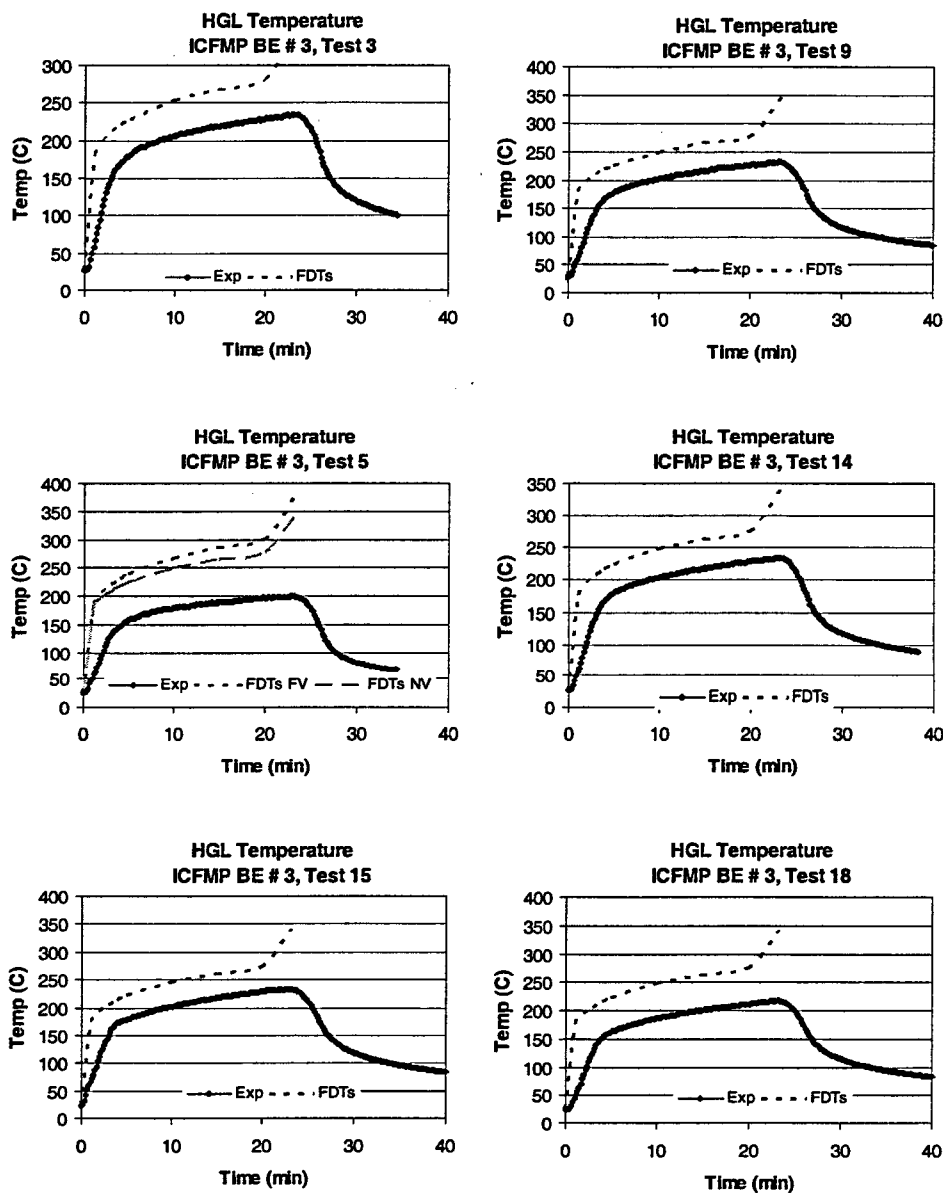 HGL Temperature
ICFMP BE # 3, Test 3
300
250
200
150
100
50
0
Temp (C)
Exp FDTs
0 10 20 30 40
Time (min)
HGL Temperature
ICFMP BE # 3, Test 9
400
350
300
250
200
150
100
50
0
Temp (C)
Exp FDTs
0 10 20 30 40
Time (min)
HGL Temperature
ICFMP BE # 3, Test 5
400
350
300
250
200
150
100
50
0
Temp (C)
Exp FDTs FV FDTs NV
0 10 20 30 40
Time (min)
HGL Temperature
ICFMP BE # 3, Test 14
350
300
250
200
150
100
50
0
Temp (C)
Exp FDTs
0 10 20 30 40
Time (min)
HGL Temperature
ICFMP BE # 3, Test 15
400
350
300
250
200
150
100
50
0
Temp (C)
Exp FDTs
0 10 20 30 40
Time (min)
HGL Temperature
ICFMP BE # 3, Test 18
400
350
300
250
200
150
100
50
0
Temp (C)
Exp FDTs
0 10 20 30 40
Time (min)